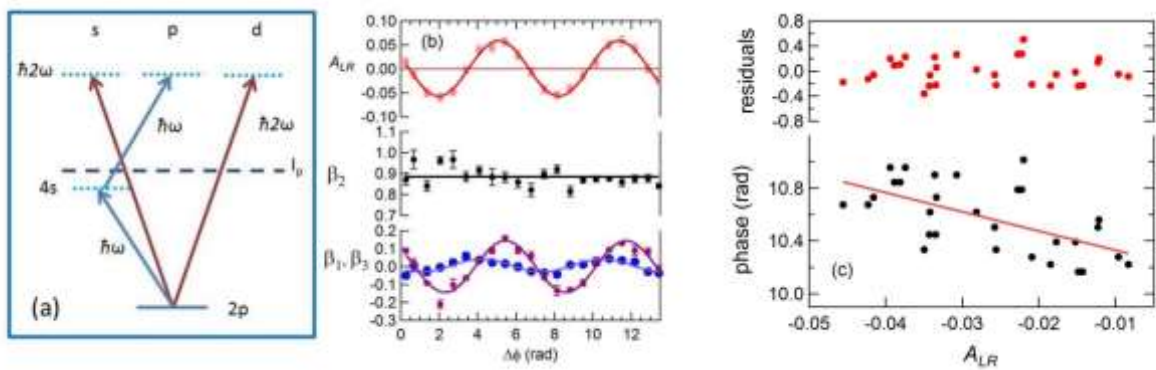 s p d
ħ2ω
ħω
ħ2ω
I_p
4s
ħω
2p
(a)
(b)
A_LR
0.10
0.05
0.00
-0.05
-0.10
β₂
1.1
1.0
0.9
0.8
0.7
β₁, β₃
0.2
0.1
0.0
-0.1
-0.2
-0.3
0 2 4 6 8 10 12
Δϕ (rad)
residuals
0.8
0.4
0.0
-0.4
-0.8
phase (rad)
10.8
10.4
10.0
(c)
-0.05 -0.04 -0.03 -0.02 -0.01
A_LR